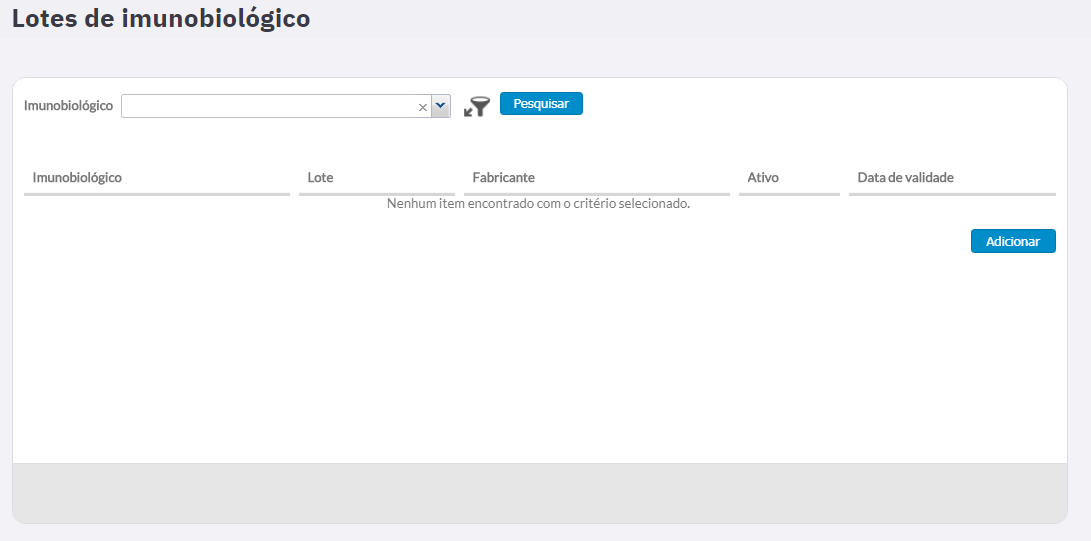 Lotes de imunobiológico
Imunobiológico
Pesquisar
Imunobiológico Lote Fabricante Ativo Data de validade
Nenhum item encontrado com o critério selecionado.
Adicionar